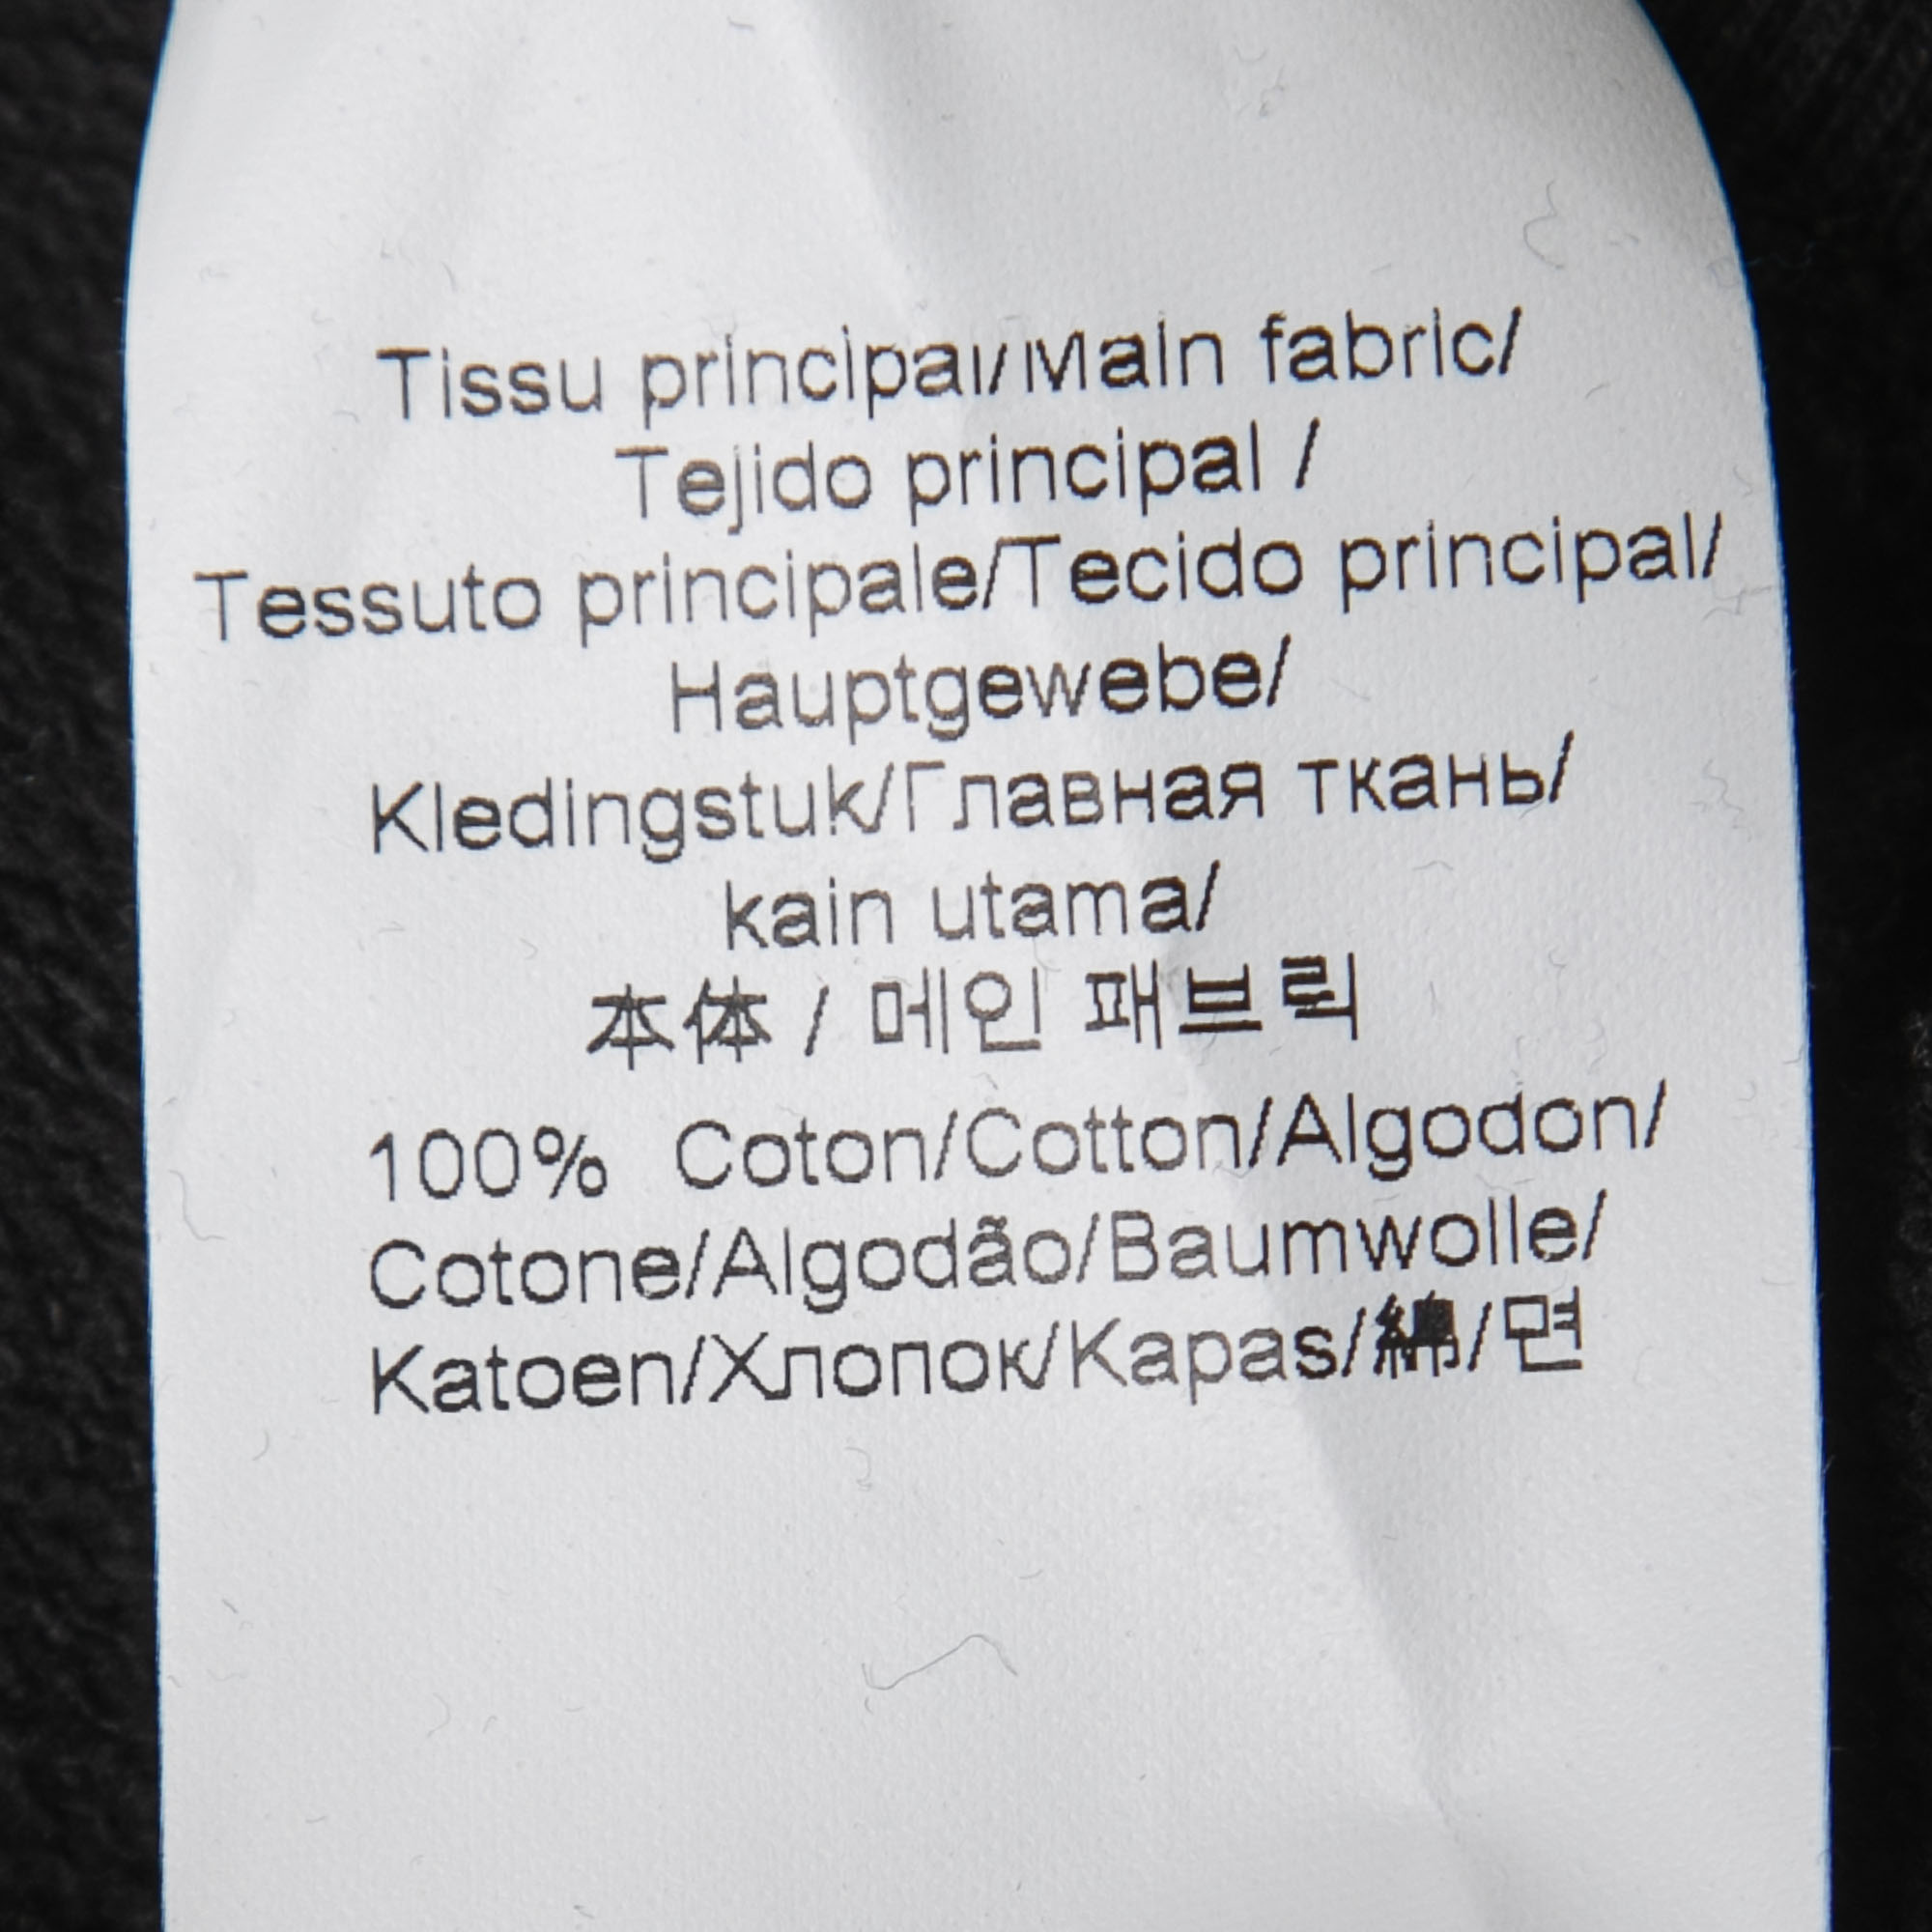 Tissu principal/Main fabric/
Tejido principal /
Tessuto principale/Tecido principal/
Hauptgewebe/
Kledingstuk/Главная ткань/
kain utama/
本体 / 메인 패브릭
100% Coton/Cotton/Algodon/
Cotone/Algodão/Baumwolle/
Katoen/Хлопок/Kapas/綿/면